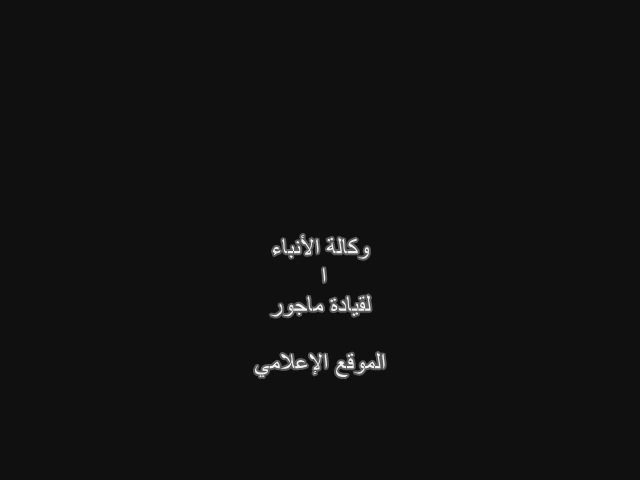 وكالة الأنباء
ا
لقيادة ماجور
الموقع الإعلامي